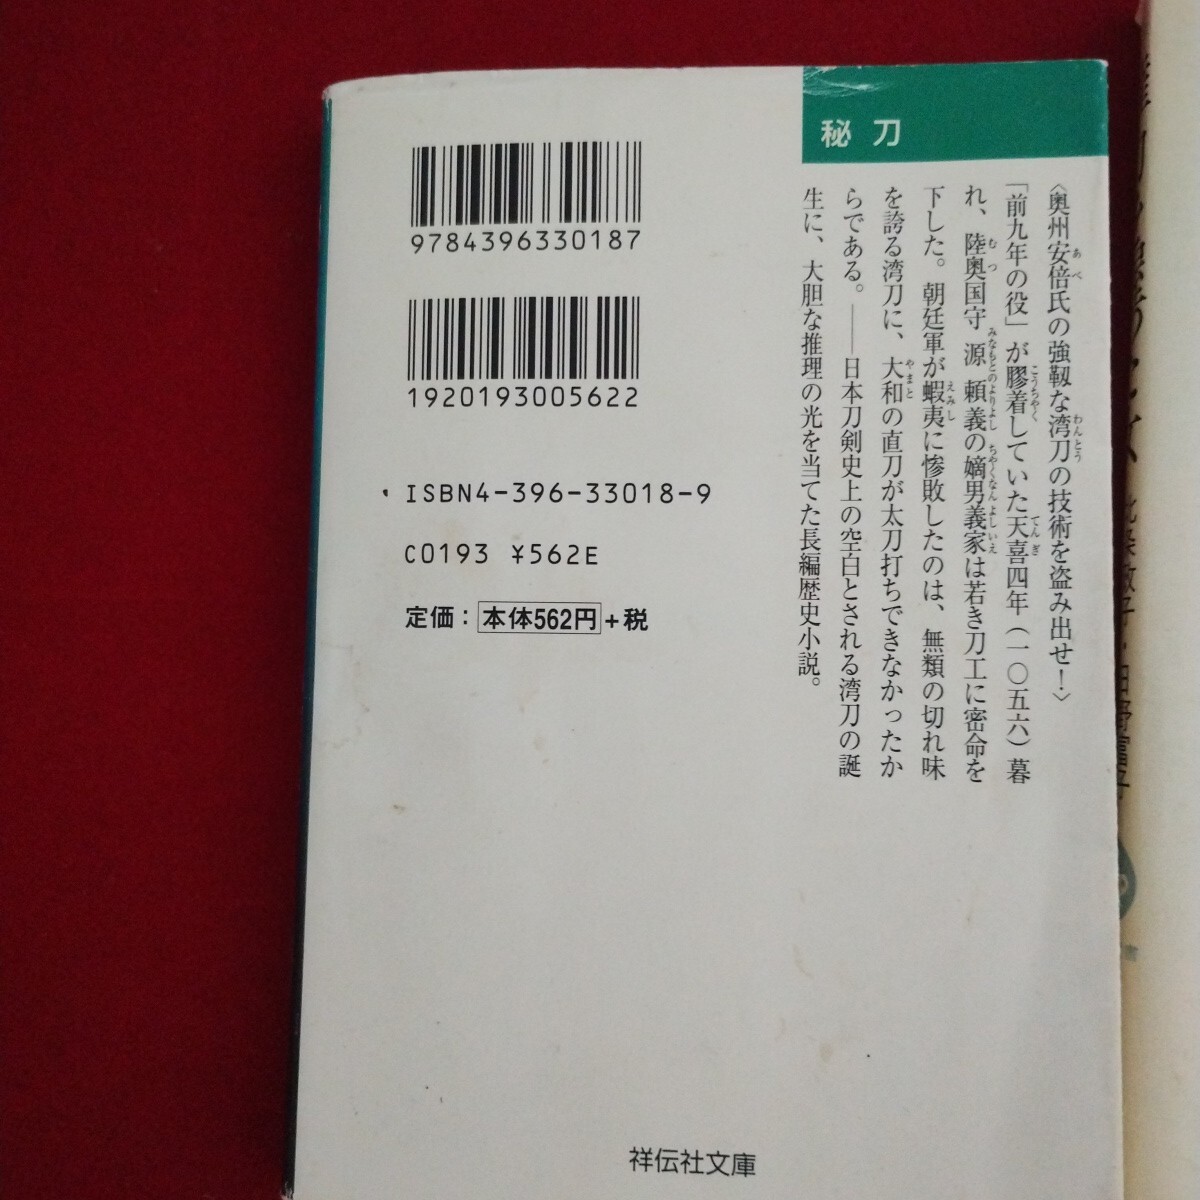 秘刀
〈奥州安倍氏の強靱な湾刀の技術を盗み出せ！〉
「前九年の役」が膠着していた天喜四年（一〇五六）暮
れ、陸奥国守 源 頼義の嫡男義家は若き刀工に密命を
下した。朝廷軍が蝦夷に惨敗したのは、無類の切れ味
を誇る湾刀に、大和の直刀が太刀打ちできなかったか
らである。――日本刀剣史上の空白とされる湾刀の誕
生に、大胆な推理の光を当てた長編歴史小説。
9784396330187
1920193005622
ISBN4-396-33018-9
C0193 ¥562E
定価：本体562円+税
祥伝社文庫